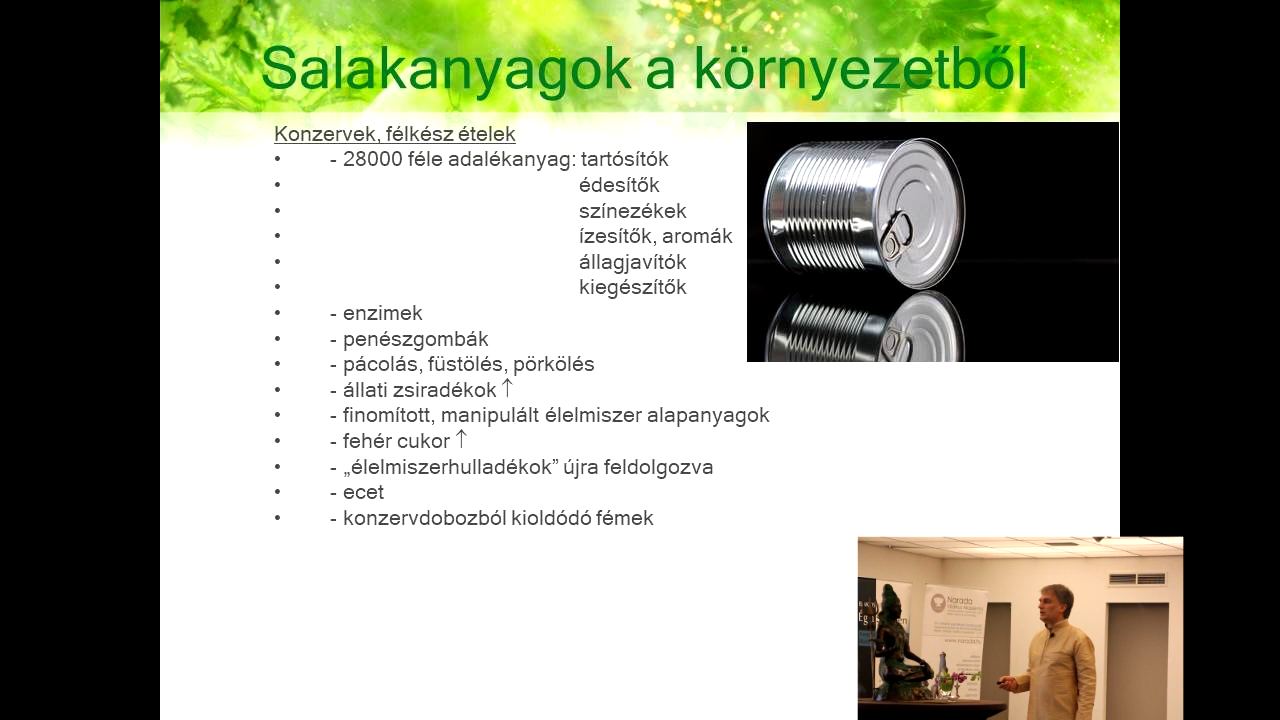 Salakanyagok a környezetből
Konzervek, félkész ételek
• - 28000 féle adalékanyag: tartósítók
• édesítők
• színezékek
• ízesítők, aromák
• állagjavítók
• kiegészítők
• - enzimek
• - penészgombák
• - pácolás, füstölés, pörkölés
• - állati zsiradékok ↑
• - finomított, manipulált élelmiszer alapanyagok
• - fehér cukor ↑
• - „élelmiszerhulladékok” újra feldolgozva
• - ecet
• - konzervdobozból kioldódó fémek
Narada